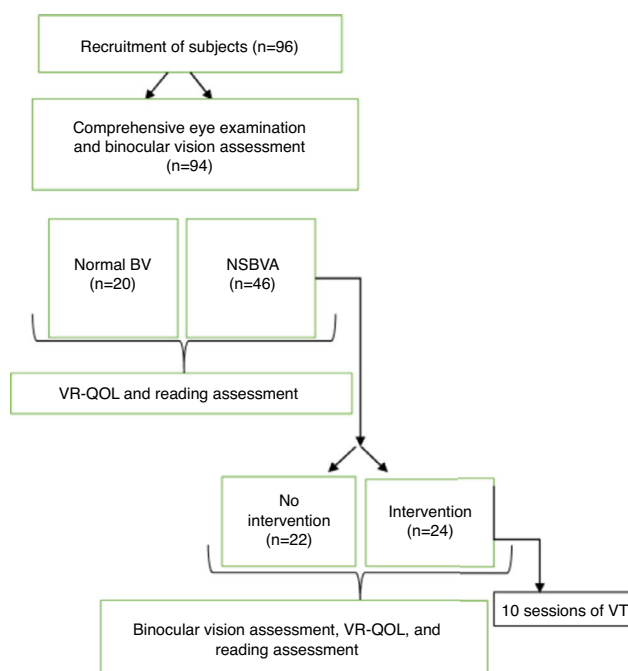 Recruitment of subjects (n=96)
Comprehensive eye examination
and binocular vision assessment
(n=94)
Normal BV
(n=20)
NSBVA
(n=46)
VR-QOL and reading assessment
No
intervention
(n=22)
Intervention
(n=24)
10 sessions of VT
Binocular vision assessment, VR-QOL, and
reading assessment